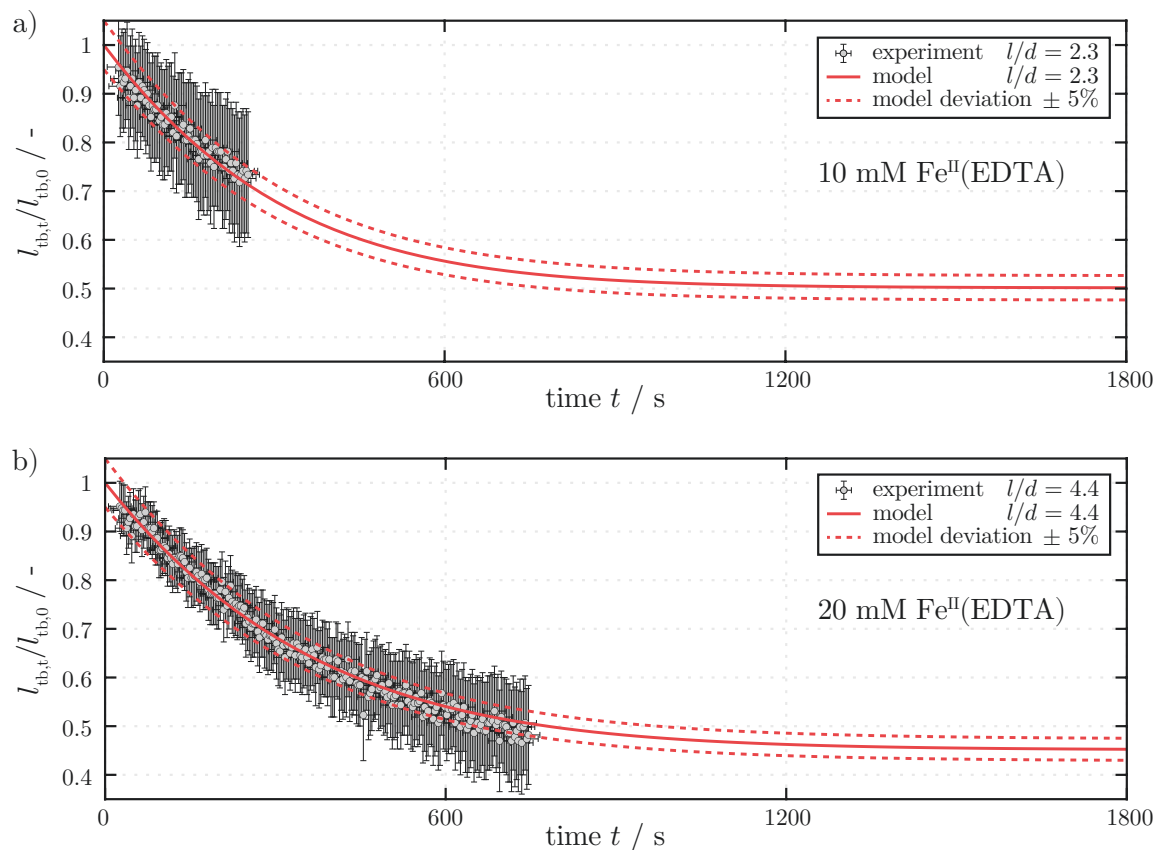 a)
l_tb,t/l_tb,0 / -
1
0.9
0.8
0.7
0.6
0.5
0.4
experiment l/d = 2.3
model l/d = 2.3
model deviation ± 5%
10 mM Fe^II(EDTA)
0 600 1200 1800
time t / s
b)
l_tb,t/l_tb,0 / -
1
0.9
0.8
0.7
0.6
0.5
0.4
experiment l/d = 4.4
model l/d = 4.4
model deviation ± 5%
20 mM Fe^II(EDTA)
0 600 1200 1800
time t / s